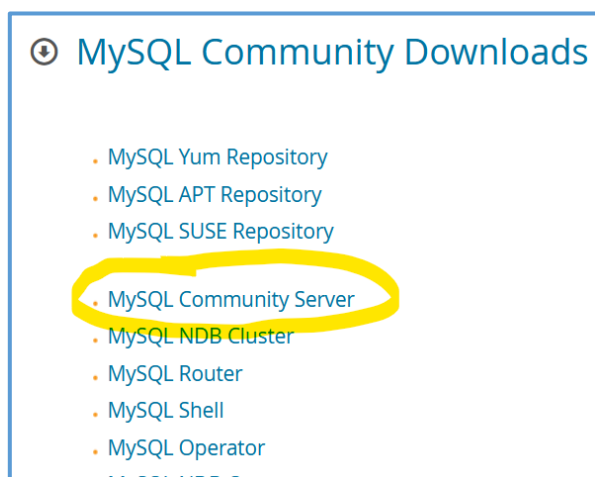 MySQL Community Downloads
MySQL Yum Repository
MySQL APT Repository
MySQL SUSE Repository
MySQL Community Server
MySQL NDB Cluster
MySQL Router
MySQL Shell
MySQL Operator